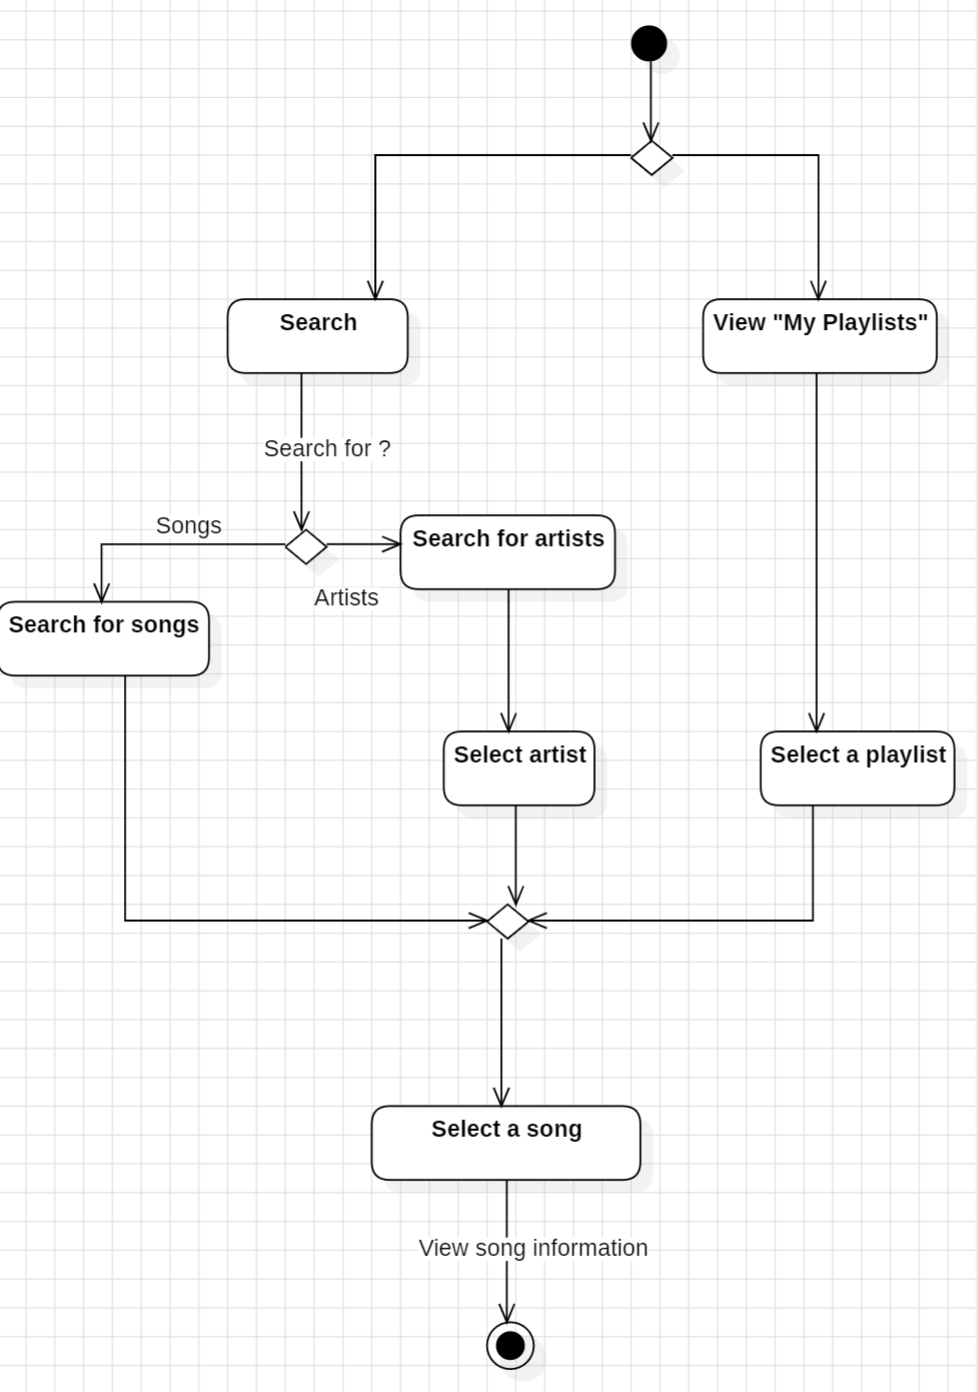 Search
View "My Playlists"
Search for ?
Songs
Search for artists
Artists
Search for songs
Select artist
Select a playlist
Select a song
View song information